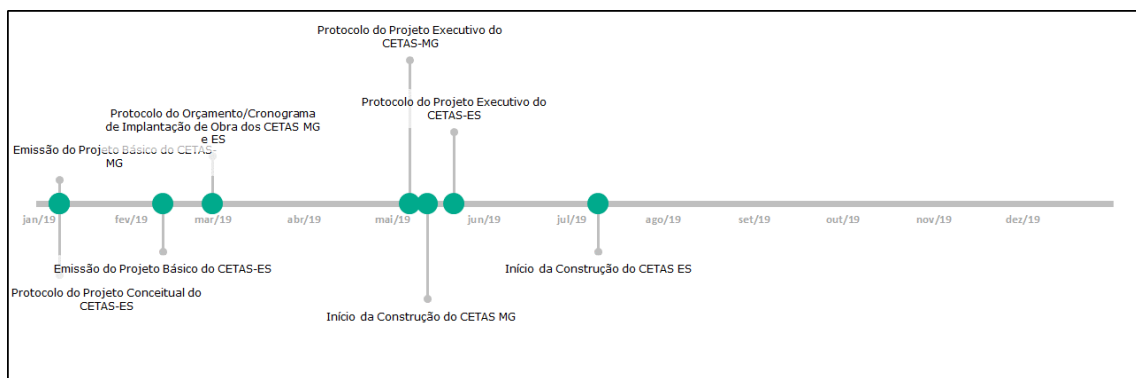 Protocolo do Projeto Executivo do
CETAS-MG
Protocolo do Projeto Executivo do
CETAS-ES
Protocolo do Orçamento/Cronograma
de Implantação de Obra dos CETAS MG
e ES
Emissão do Projeto Básico do CETAS-
MG
jan/19
fev/19
mar/19
abr/19
mai/19
jun/19
jul/19
ago/19
set/19
out/19
nov/19
dez/19
Emissão do Projeto Básico do CETAS-ES
Início da Construção do CETAS ES
Protocolo do Projeto Conceitual do
CETAS-ES
Início da Construção do CETAS MG